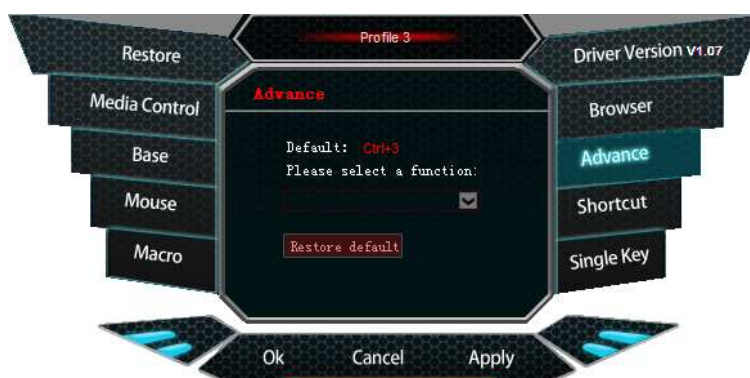 Profile 3
Restore
Media Control
Base
Mouse
Macro
Advance
Default: Ctrl+3
Please select a function:
Restore default
Driver Version V1.07
Browser
Advance
Shortcut
Single Key
Ok Cancel Apply